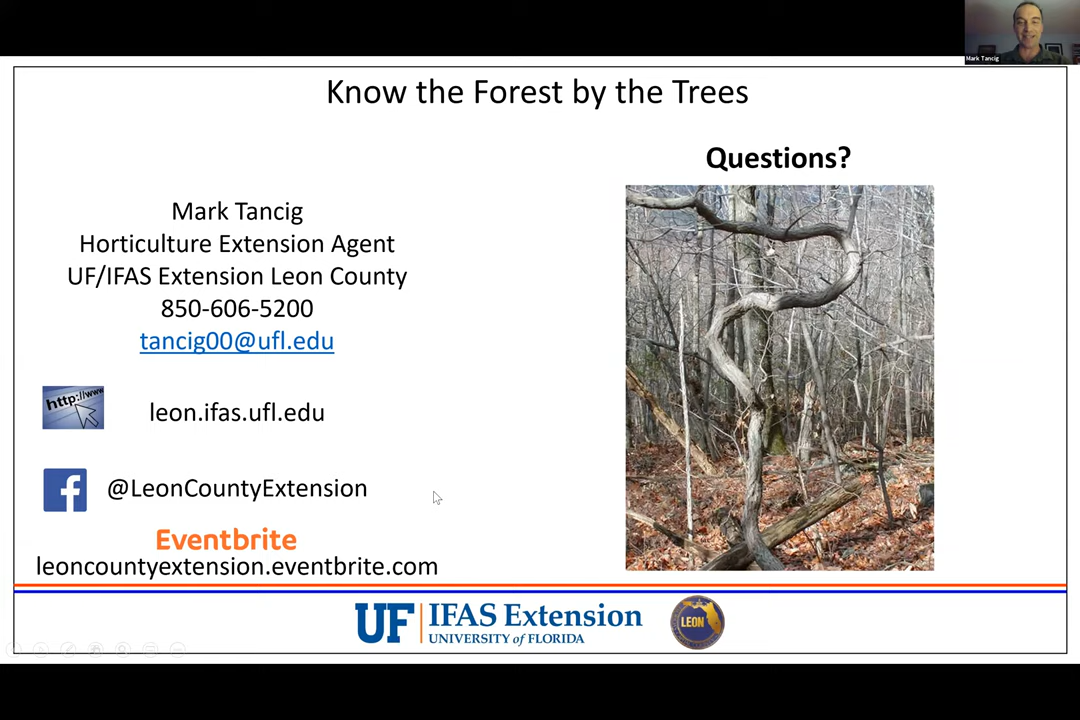 Mark Tancig
Know the Forest by the Trees
Questions?
Mark Tancig
Horticulture Extension Agent
UF/IFAS Extension Leon County
850-606-5200
tancig00@ufl.edu
http://www
leon.ifas.ufl.edu
f
@LeonCountyExtension
Eventbrite
leoncountyextension.eventbrite.com
UF IFAS Extension
UNIVERSITY of FLORIDA
LEON